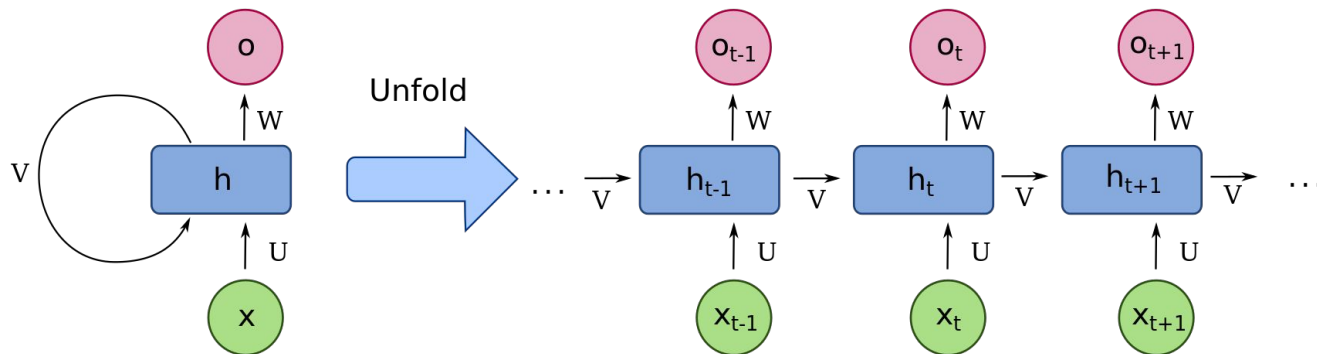 o
o_{t-1}
o_t
o_{t+1}
Unfold
W
W
W
W
V
h
...
V
h_{t-1}
V
h_t
V
h_{t+1}
V
...
U
U
U
U
x
x_{t-1}
x_t
x_{t+1}